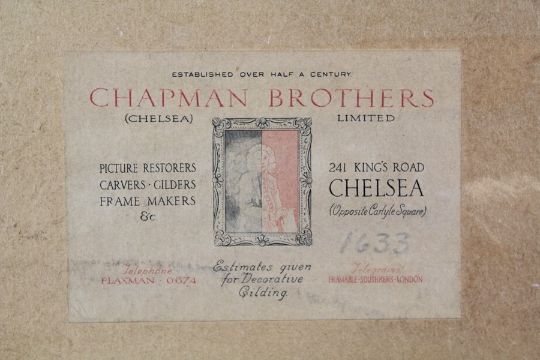 ESTABLISHED OVER HALF A CENTURY
CHAPMAN BROTHERS
(CHELSEA) LIMITED
PICTURE RESTORERS
CARVERS · GILDERS
FRAME MAKERS
&c
241 KING'S ROAD
CHELSEA
(Opposite Carlyle Square)
1633
Telephone
FLAXMAN · 0674
Estimates given
for Decorative
Gilding.
Telegrams
FRAMABLE · SOUTHKENS · LONDON